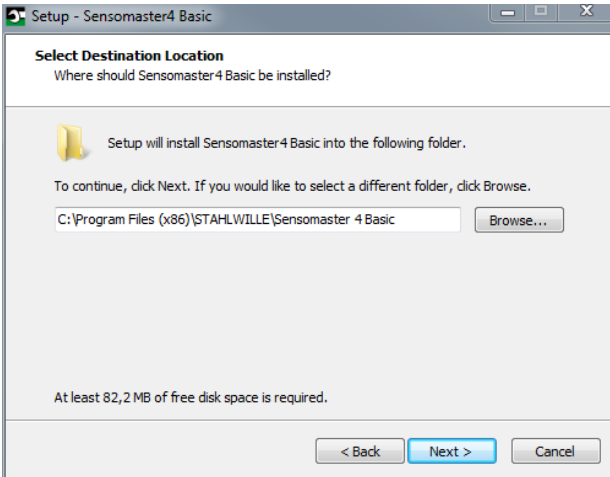 Setup - Sensomaster4 Basic
Select Destination Location
Where should Sensomaster4 Basic be installed?
Setup will install Sensomaster4 Basic into the following folder.
To continue, click Next. If you would like to select a different folder, click Browse.
C:\Program Files (x86)\STAHLWILLE\Sensomaster 4 Basic
Browse...
At least 82,2 MB of free disk space is required.
< Back
Next >
Cancel